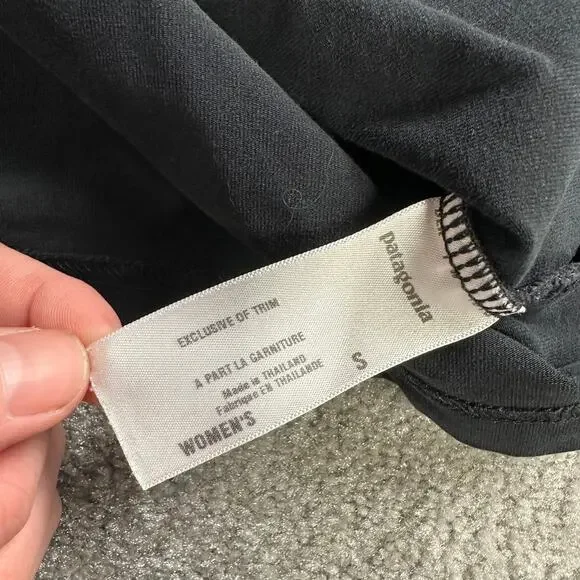 patagonia
EXCLUSIVE OF TRIM
A PART LA GARNITURE
Made in THAILAND
Fabriqué EN THAILANDE
S
WOMEN'S